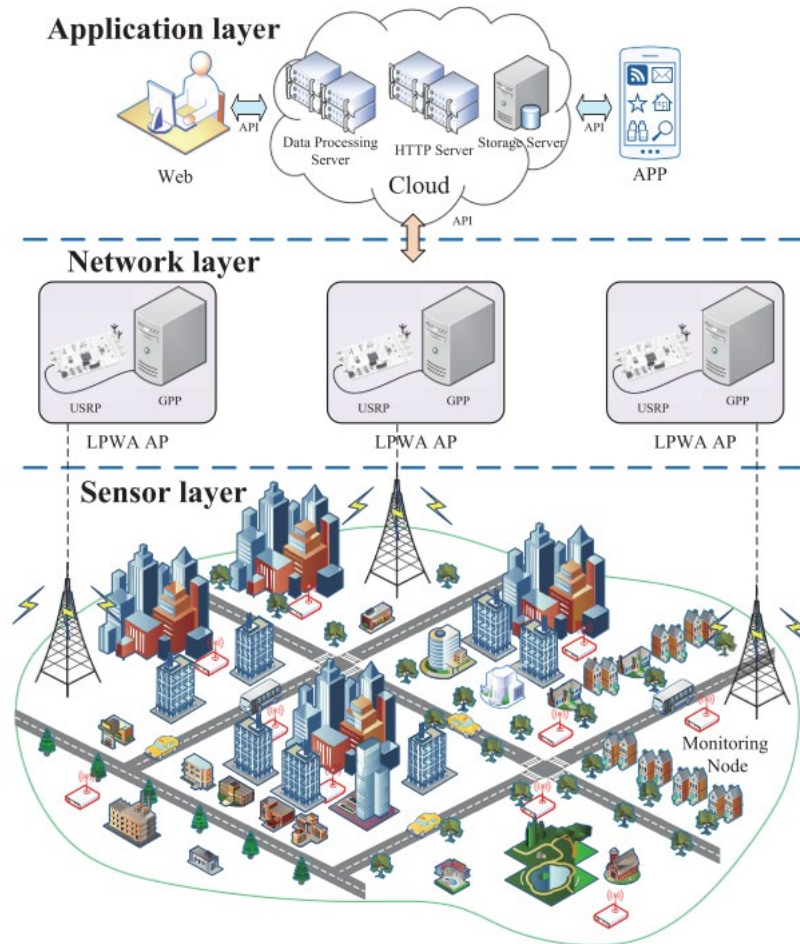 Application layer
API
API
Data Processing
Server
HTTP Server
Storage Server
Web
Cloud
APP
API
Network layer
USRP
GPP
USRP
GPP
USRP
GPP
LPWA AP
LPWA AP
LPWA AP
Sensor layer
Monitoring
Node